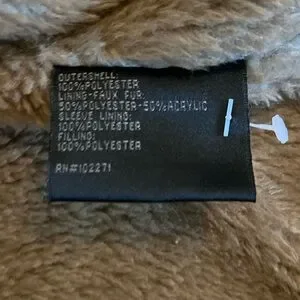 OUTERSHELL:
100%POLYESTER
LINING-FAUX FUR:
50%POLYESTER-50%ACRYLIC
SLEEVE LINING:
100%POLYESTER
FILLING:
100%POLYESTER
RN#102271